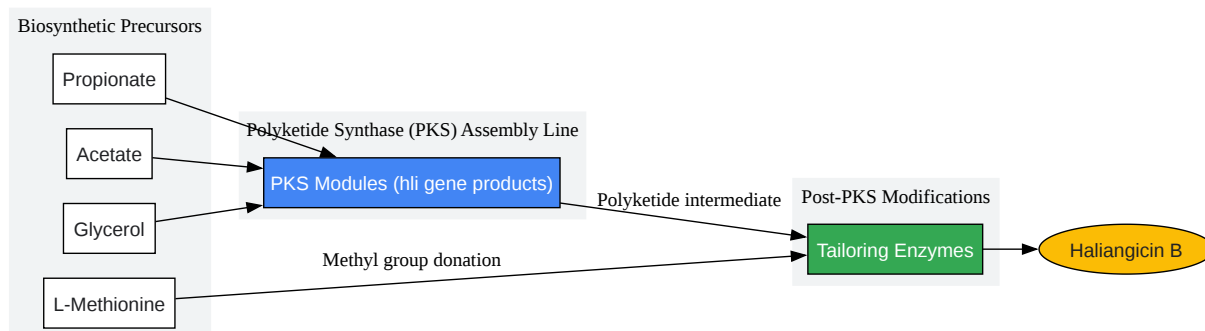 Biosynthetic Precursors
Propionate
Acetate
Glycerol
L-Methionine
Polyketide Synthase (PKS) Assembly Line
PKS Modules (hli gene products)
Polyketide intermediate
Methyl group donation
Post-PKS Modifications
Tailoring Enzymes
Haliangicin B